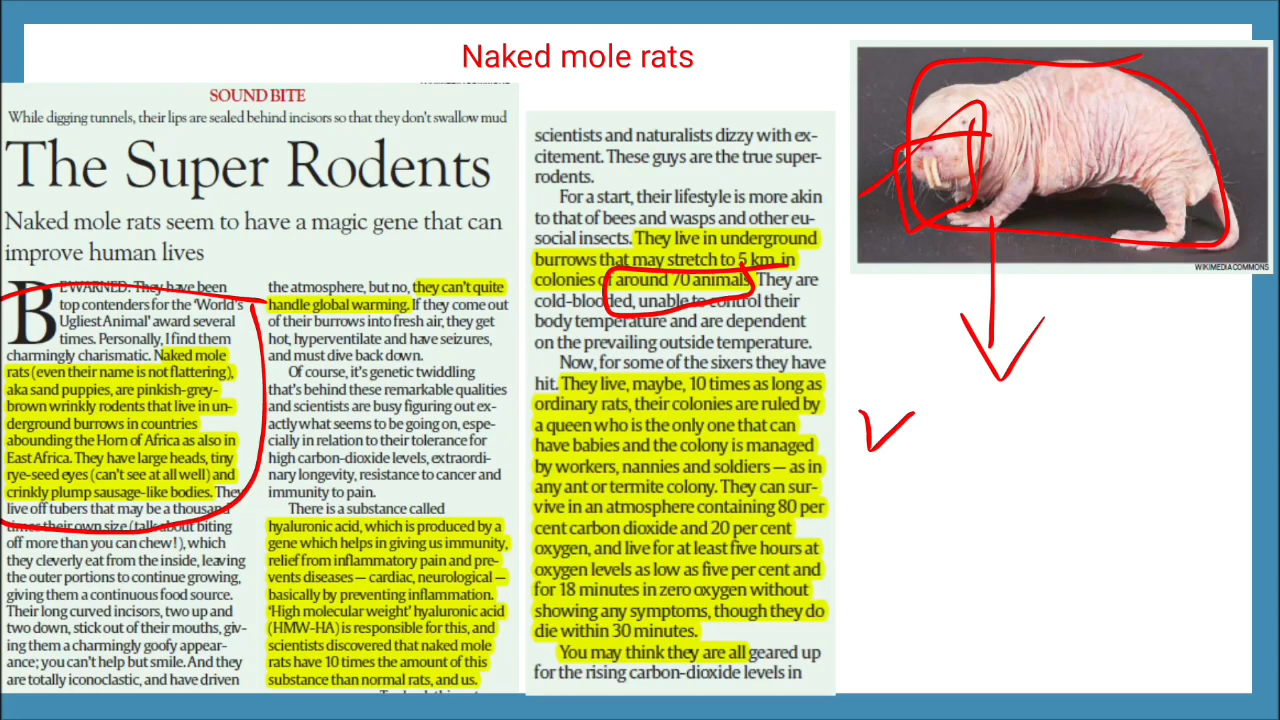 Naked mole rats
SOUND BITE
While digging tunnels, their lips are sealed behind incisors so that they don't swallow mud
The Super Rodents
Naked mole rats seem to have a magic gene that can
improve human lives
BEWARNED: They have been
top contenders for the 'World's
Ugliest Animal' award several
times. Personally, I find them
charmingly charismatic. Naked mole
rats (even their name is not flattering),
aka sand puppies, are pinkish-grey-
brown wrinkly rodents that live in un-
derground burrows in countries
abounding the Horn of Africa as also in
East Africa. They have large heads, tiny
rye-seed eyes (can't see at all well) and
crinkly plump sausage-like bodies. They
live off tubers that may be a thousand
times their own size (talk about biting
off more than you can chew!), which
they cleverly eat from the inside, leaving
the outer portions to continue growing,
giving them a continuous food source.
Their long curved incisors, two up and
two down, stick out of their mouths, giv-
ing them a charmingly goofy appear-
ance; you can't help but smile. And they
are totally iconoclastic, and have driven
the atmosphere, but no, they can't quite
handle global warming. If they come out
of their burrows into fresh air, they get
hot, hyperventilate and have seizures,
and must dive back down.
Of course, it's genetic twiddling
that's behind these remarkable qualities
and scientists are busy figuring out ex-
actly what seems to be going on, espe-
cially in relation to their tolerance for
high carbon-dioxide levels, extraordi-
nary longevity, resistance to cancer and
immunity to pain.
There is a substance called
hyaluronic acid, which is produced by a
gene which helps in giving us immunity,
relief from inflammatory pain and pre-
vents diseases — cardiac, neurological —
basically by preventing inflammation.
'High molecular weight' hyaluronic acid
(HMW-HA) is responsible for this, and
scientists discovered that naked mole
rats have 10 times the amount of this
substance than normal rats, and us.
scientists and naturalists dizzy with ex-
citement. These guys are the true super-
rodents.
For a start, their lifestyle is more akin
to that of bees and wasps and other eu-
social insects. They live in underground
burrows that may stretch to 5 km, in
colonies of around 70 animals. They are
cold-blooded, unable to control their
body temperature and are dependent
on the prevailing outside temperature.
Now, for some of the sixers they have
hit. They live, maybe, 10 times as long as
ordinary rats, their colonies are ruled by
a queen who is the only one that can
have babies and the colony is managed
by workers, nannies and soldiers — as in
any ant or termite colony. They can sur-
vive in an atmosphere containing 80 per
cent carbon dioxide and 20 per cent
oxygen, and live for at least five hours at
oxygen levels as low as five per cent and
for 18 minutes in zero oxygen without
showing any symptoms, though they do
die within 30 minutes.
You may think they are all geared up
for the rising carbon-dioxide levels in
WIKIMEDIA COMMONS